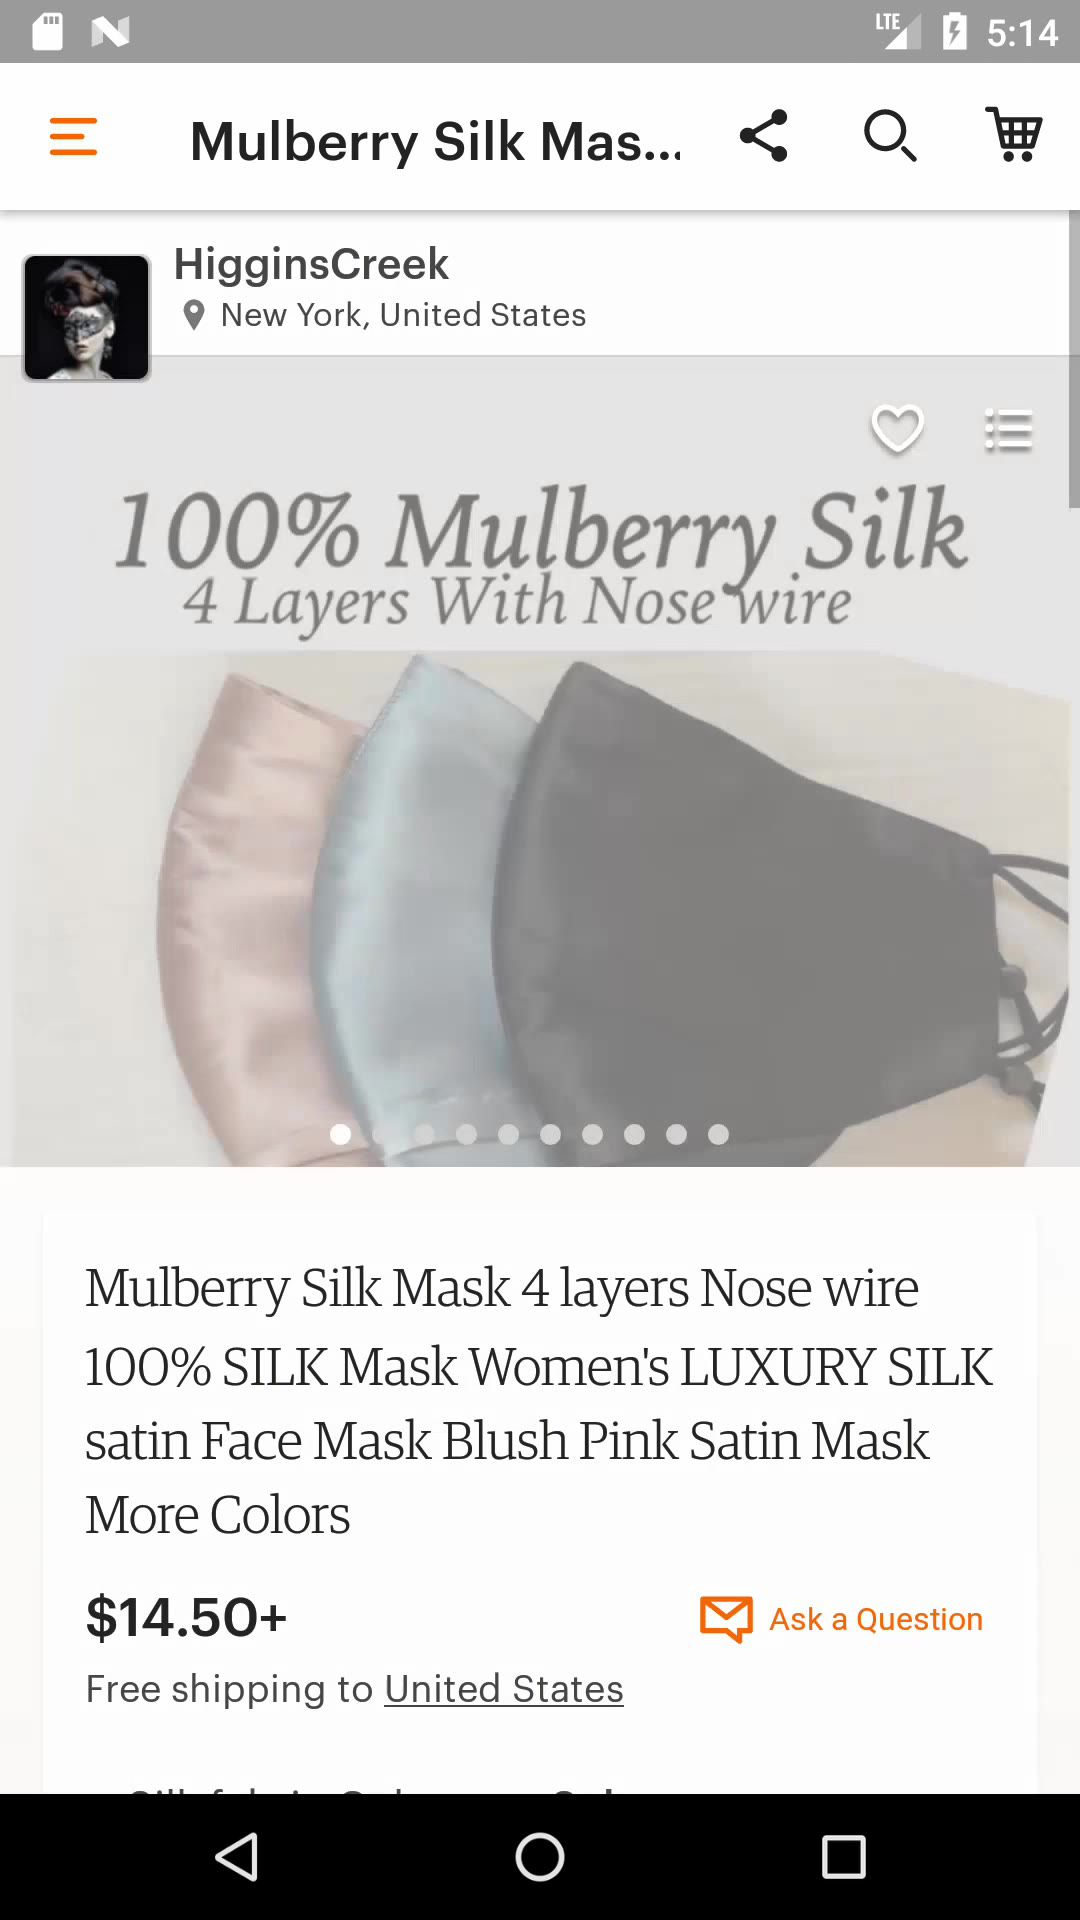 LTE 5:14
Mulberry Silk Mas...
HigginsCreek
New York, United States
100% Mulberry Silk
4 Layers With Nose wire
Mulberry Silk Mask 4 layers Nose wire
100% SILK Mask Women's LUXURY SILK
satin Face Mask Blush Pink Satin Mask
More Colors
$14.50+
Ask a Question
Free shipping to United States